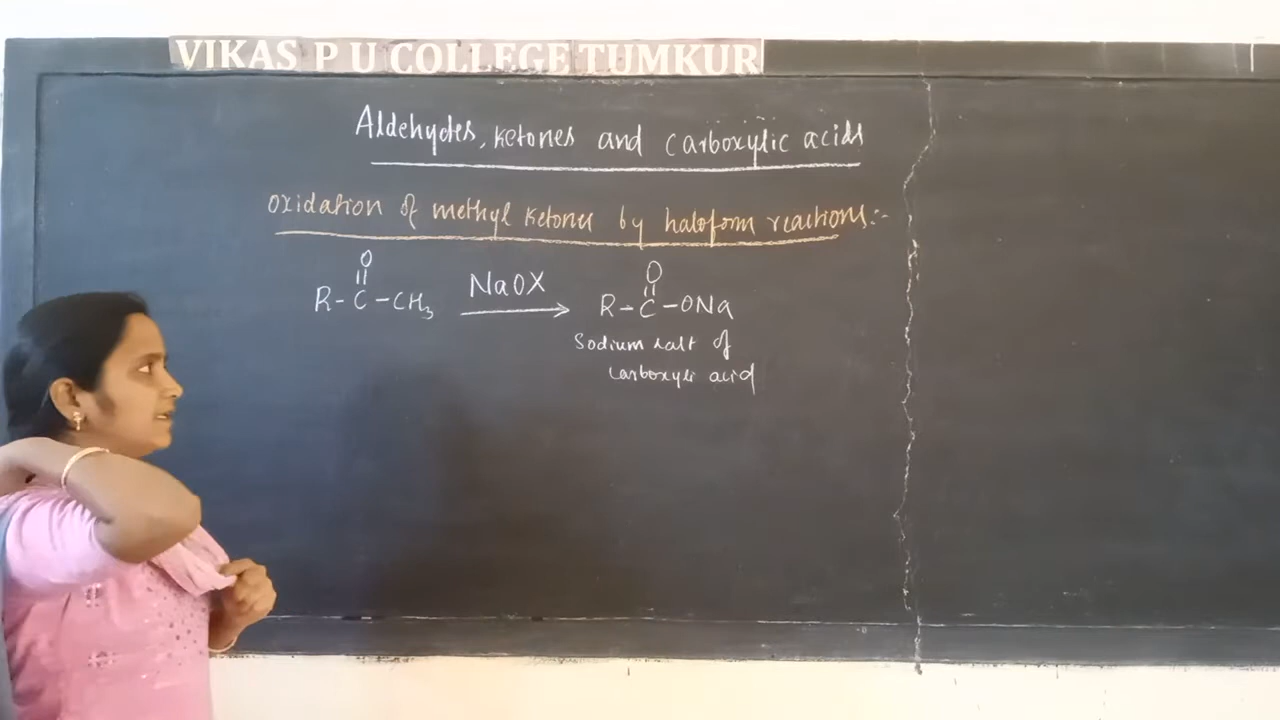 VIKAS P U COLLEGE TUMKUR
Aldehydes, ketones and carboxylic acids
oxidation of methyl ketones by haloform reactions:-
O O
|| NaOX ||
R-C-CH₃ ⟶ R-C-ONa
Sodium salt of
carboxyli acid